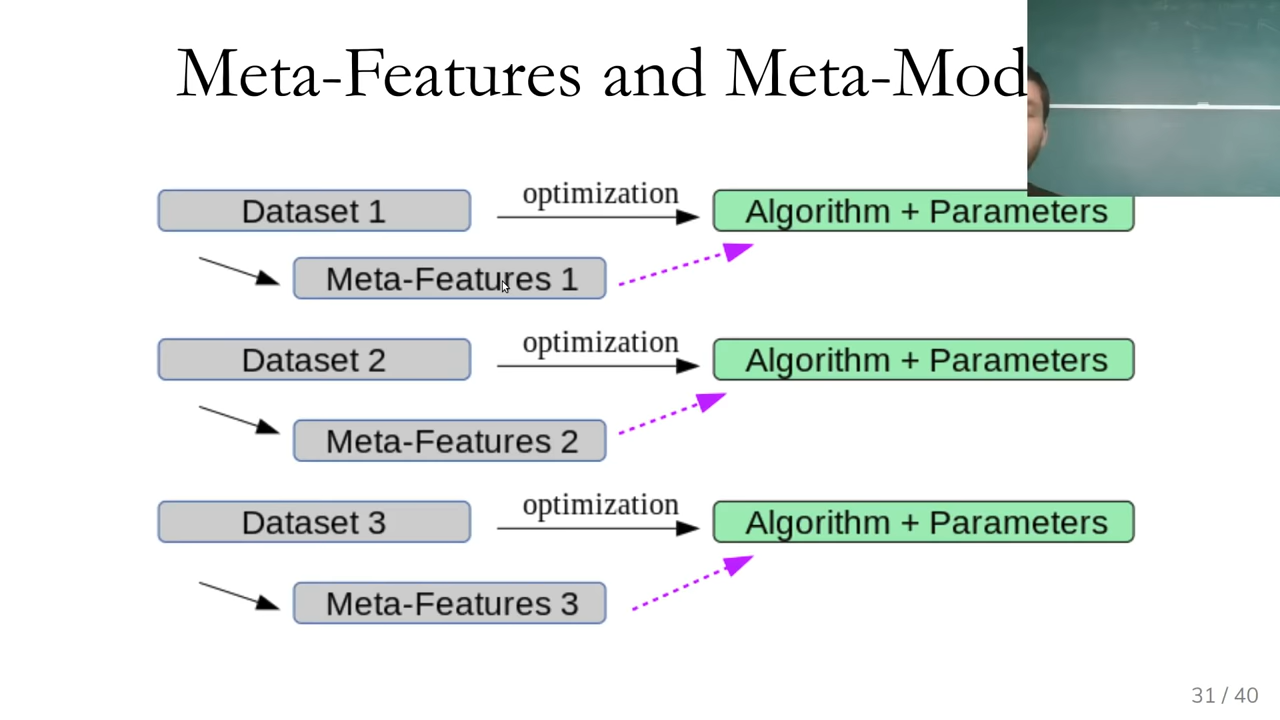 Meta-Features and Meta-Mod
optimization
Dataset 1
Algorithm + Parameters
Meta-Features 1
optimization
Dataset 2
Algorithm + Parameters
Meta-Features 2
optimization
Dataset 3
Algorithm + Parameters
Meta-Features 3
31 / 40